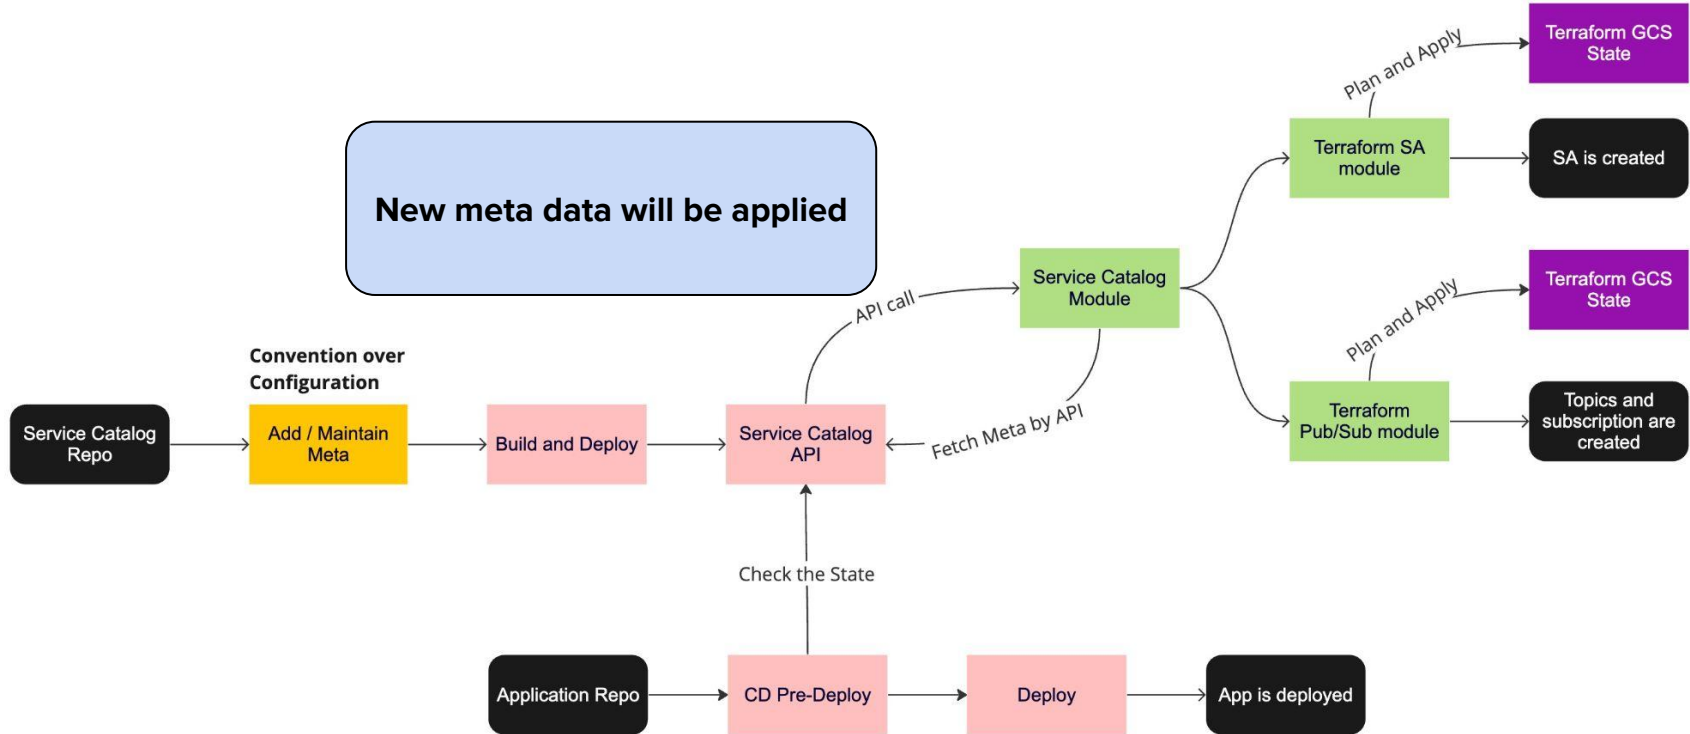 Terraform GCS
State
Plan and Apply
Terraform SA
module
SA is created
New meta data will be applied
Service Catalog
Module
Terraform GCS
State
Plan and Apply
API call
Convention over
Configuration
Service Catalog
Repo
Add / Maintain
Meta
Build and Deploy
Service Catalog
API
Fetch Meta by API
Terraform
Pub/Sub module
Topics and
subscription are
created
Check the State
Application Repo
CD Pre-Deploy
Deploy
App is deployed